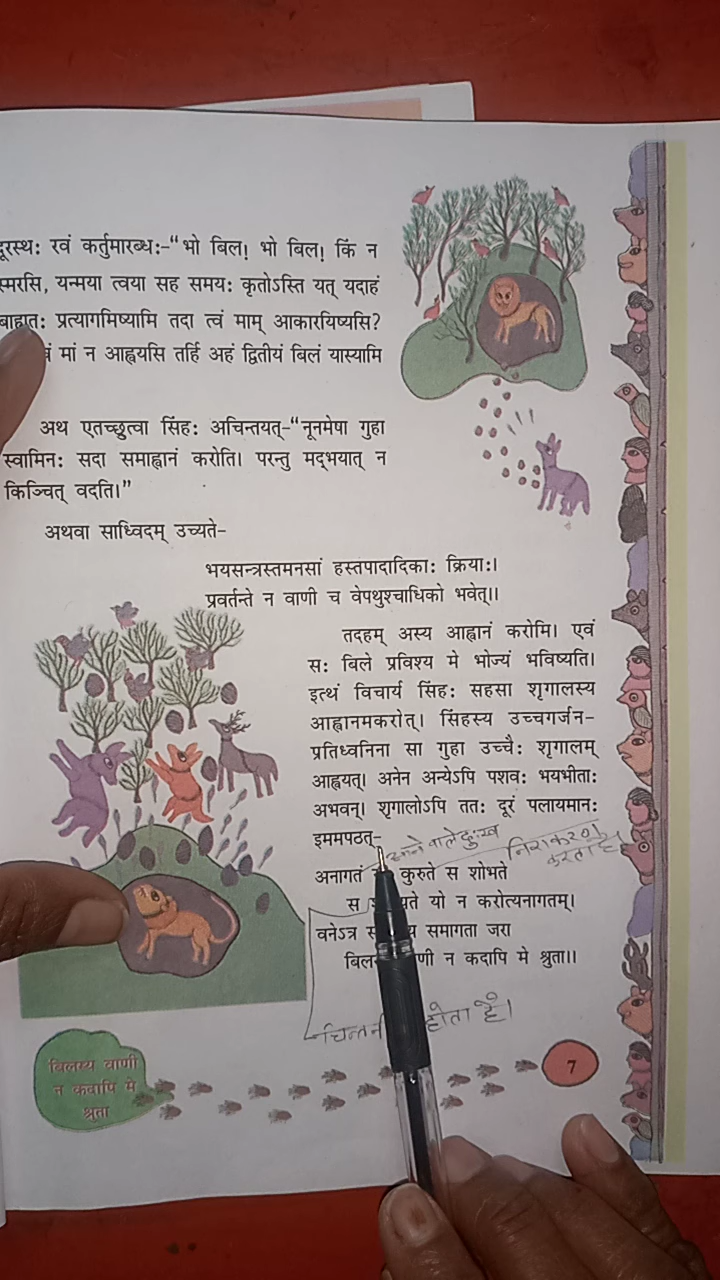 दूरस्थः रवं कर्तुमारब्धः-“भो बिल! भो बिल! किं न
स्मरसि, यन्मया त्वया सह समयः कृतोऽस्ति यत् यदाहं
बाह्यतः प्रत्यागमिष्यामि तदा त्वं माम् आकारयिष्यसि?
मां न आह्वयसि तर्हि अहं द्वितीयं बिलं यास्यामि
अथ एतच्छ्रुत्वा सिंहः अचिन्तयत्-“नूनमेषा गुहा
स्वामिनः सदा समाह्वानं करोति। परन्तु मद्भयात् न
किञ्चित् वदति।”
अथवा साध्विदम् उच्यते-
भयसन्त्रस्तमनसां हस्तपादादिकाः क्रियाः।
प्रवर्तन्ते न वाणी च वेपथुश्चाधिको भवेत्॥
तदहम् अस्य आह्वानं करोमि। एवं
सः बिले प्रविश्य मे भोज्यं भविष्यति।
इत्थं विचार्य सिंहः सहसा शृगालस्य
आह्वानमकरोत्। सिंहस्य उच्चगर्जन-
प्रतिध्वनिना सा गुहा उच्चैः शृगालम्
आह्वयत्। अनेन अन्येऽपि पशवः भयभीताः
अभवन्। शृगालोऽपि ततः दूरं पलायमानः
इममपठत्-
वाले दुःख निराकरण
करता है
अनागतं कुरुते स शोभते
स यो न करोत्यनागतम्।
वनेऽत्र समागता जरा
न कदापि मे श्रुता॥
होता है।
बिलस्य वाणी
न कदापि मे
श्रुता
7